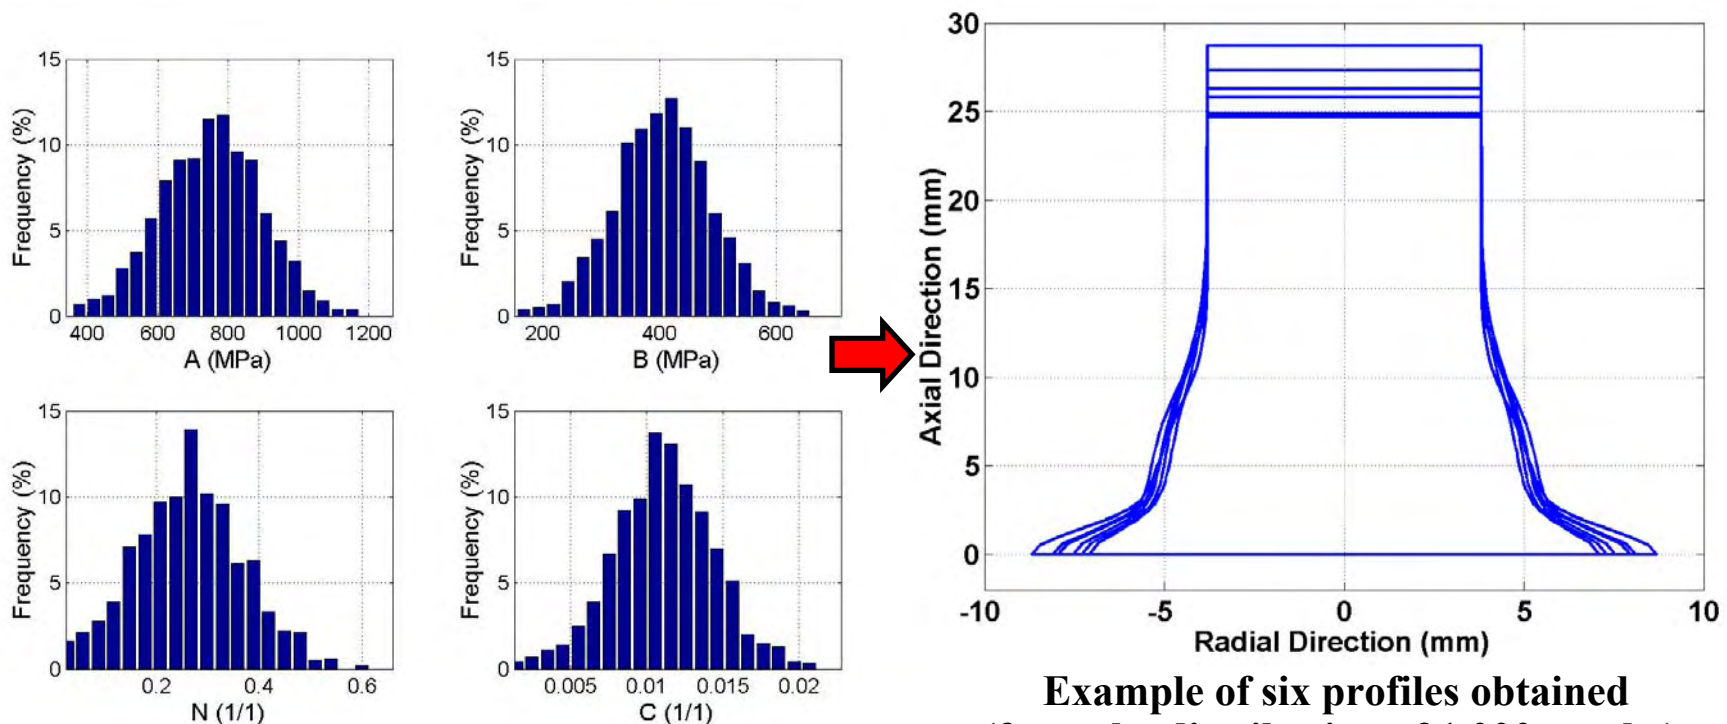 15
10
5
0
Frequency (%)
400 600 800 1000 1200
A (MPa)
15
10
5
0
Frequency (%)
200 400 600
B (MPa)
15
10
5
0
Frequency (%)
0.2 0.4 0.6
N (1/1)
15
10
5
0
Frequency (%)
0.005 0.01 0.015 0.02
C (1/1)
30
25
20
15
10
5
0
Axial Direction (mm)
-10 -5 0 5 10
Radial Direction (mm)
Example of six profiles obtained